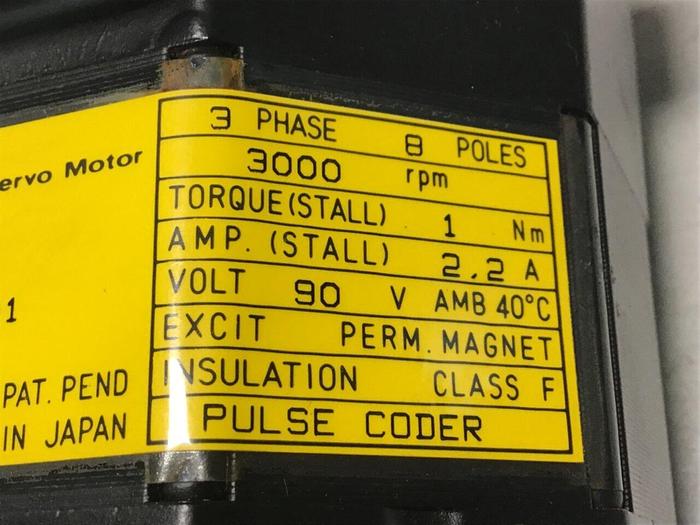 3 PHASE 8 POLES
3000 rpm
TORQUE(STALL) 1 Nm
AMP. (STALL) 2.2 A
VOLT 90 V AMB 40°C
EXCIT PERM. MAGNET
INSULATION CLASS F
PULSE CODER
ervo Motor
1
PAT. PEND
IN JAPAN